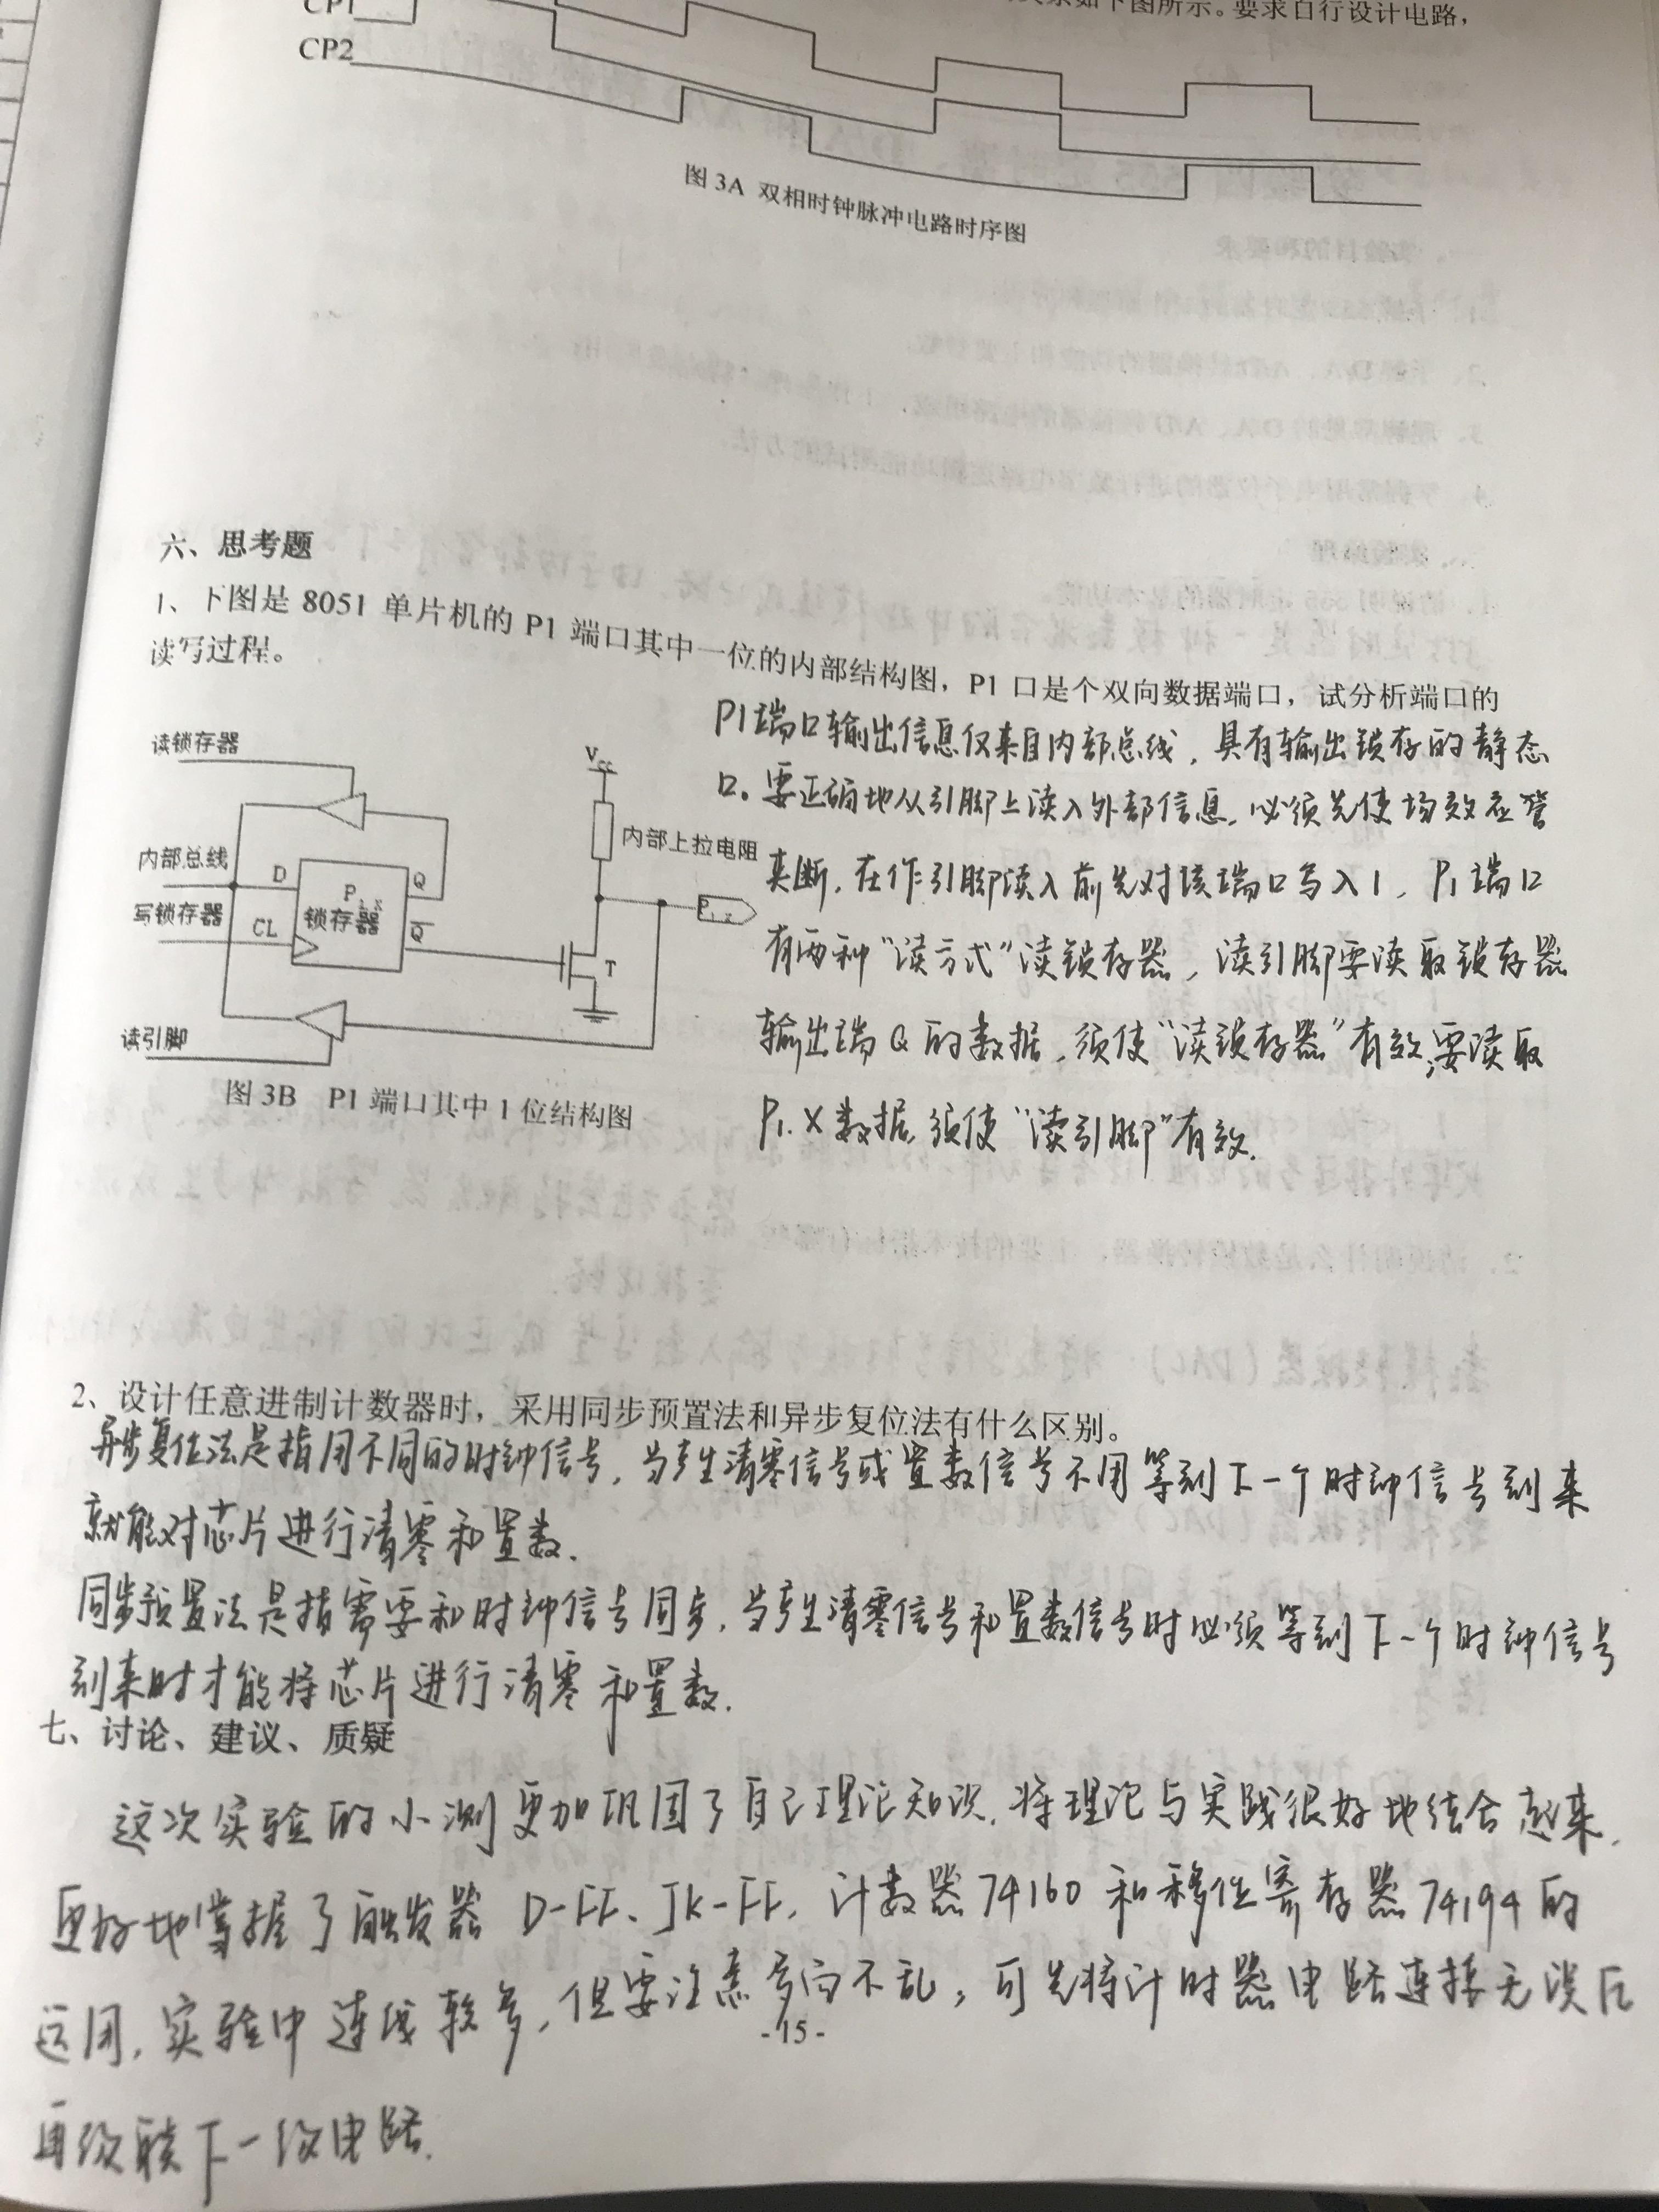 关系如下图所示。要求自行设计电路，
CP1
CP2
图 3A 双相时钟脉冲电路时序图
六、思考题
1、下图是 8051 单片机的 P1 端口其中一位的内部结构图，P1 口是个双向数据端口，试分析端口的
读写过程。
P1端口输出信息仅来自内部总线，具有输出锁存的静态
口。要正确地从引脚上读入外部信息，必须先使场效应管
关断，在作引脚读入前先对该端口写入1，P1端口
有两种“读方式”读锁存器，读引脚要读取锁存器
输出端Q的数据，须使“读锁存器”有效；要读取
P1.X数据，须使“读引脚”有效．
读锁存器
Vcc
内部上拉电阻
内部总线
D
P1.X
Q
写锁存器
CL
锁存器
Q
P1.X
T
读引脚
图 3B P1 端口其中 1 位结构图
2、设计任意进制计数器时，采用同步预置法和异步复位法有什么区别。
异步复位法是指用不同的时钟信号，当产生清零信号或置数信号不用等到下一个时钟信号到来
就能对芯片进行清零和置数．
同步预置法是指需要和时钟信号同步，当产生清零信号和置数信号时必须等到下一个时钟信号
到来时才能将芯片进行清零和置数．
七、讨论、建议、质疑
这次实验的小测更加巩固了自己理论知识，将理论与实践很好地结合起来，
更好地掌握了触发器 D-FF、JK-FF，计数器74160和移位寄存器74194的
运用，实验中连线较多，但要注意 不乱，可先将计时器电路连接无误后
再级联下一级电路．
-15-